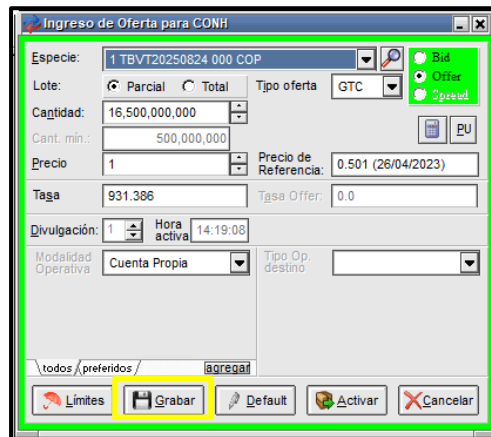 Ingreso de Oferta para CONH
Especie: 1 TBVT20250824 000 COP Bid
Lote: Parcial Total Tipo oferta GTC Offer
Spread
Cantidad: 16,500,000,000 PU
Cant. mín.: 500,000,000
Precio 1 Precio de Referencia: 0.501 (26/04/2023)
Tasa 931.386 Tasa Offer: 0.0
Divulgación: 1 Hora activa 14:19:08
Modalidad Operativa Cuenta Propia Tipo Op. destino
todos preferidos agregar
Límites Grabar Default Activar Cancelar